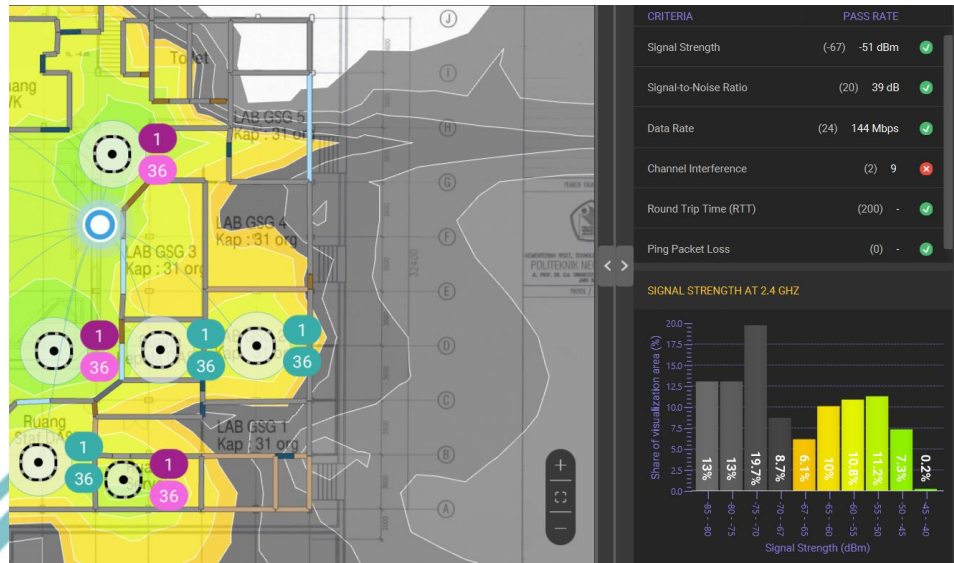 J
I
H
G
F
E
D
C
B
A
Toilet
LAB GSG 5
Kap : 31 org
LAB GSG 4
Kap : 31 org
LAB GSG 3
Kap : 31 org
LAB GSG 1
Kap : 31 org
Ruang
Staf DAS
1
36
1
36
1
36
1
36
1
36
1
36
32400
POLITEKNIK NE
CRITERIA PASS RATE
Signal Strength (-67) -51 dBm
Signal-to-Noise Ratio (20) 39 dB
Data Rate (24) 144 Mbps
Channel Interference (2) 9
Round Trip Time (RTT) (200) -
Ping Packet Loss (0) -
SIGNAL STRENGTH AT 2.4 GHZ
Share of visualization area (%)
20.0
17.5
15.0
12.5
10.0
7.5
5.0
2.5
0.0
13%
13%
19.7%
8.7%
6.1%
10%
10.8%
11.2%
7.3%
0.2%
-85 - -80
-80 - -75
-75 - -70
-70 - -67
-67 - -65
-65 - -60
-60 - -55
-55 - -50
-50 - -45
-45 - -40
Signal Strength (dBm)